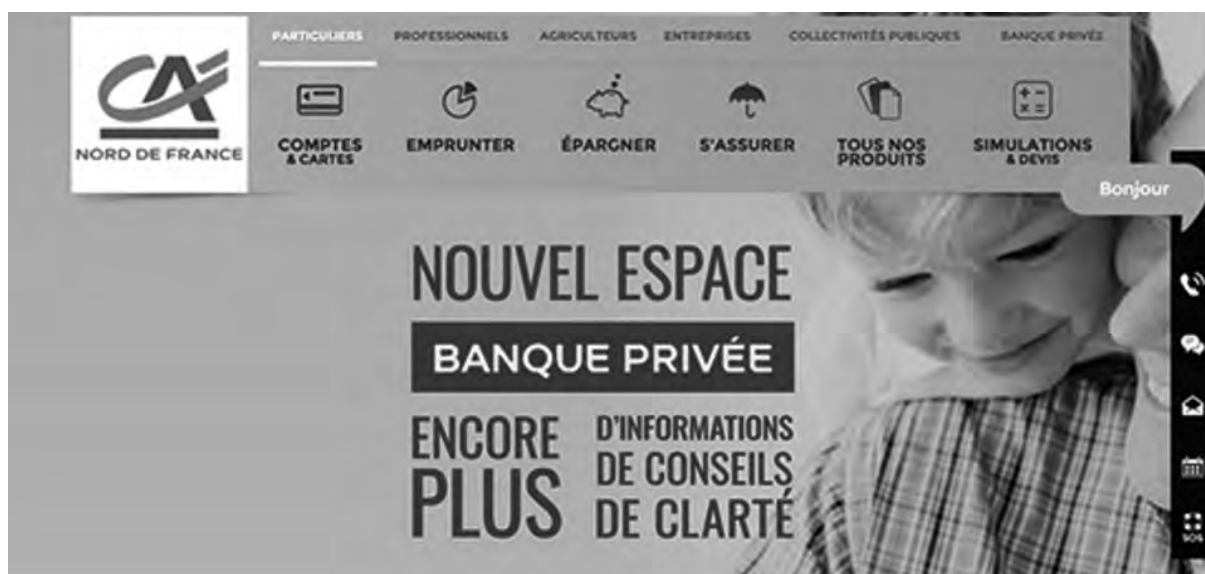 PARTICULIERS PROFESSIONNELS AGRICULTEURS ENTREPRISES COLLECTIVITÉS PUBLIQUES BANQUE PRIVÉE
CA
NORD DE FRANCE
COMPTES
& CARTES
EMPRUNTER
ÉPARGNER
S'ASSURER
TOUS NOS
PRODUITS
SIMULATIONS
& DEVIS
Bonjour
NOUVEL ESPACE
BANQUE PRIVÉE
ENCORE
PLUS
D'INFORMATIONS
DE CONSEILS
DE CLARTÉ
SOS